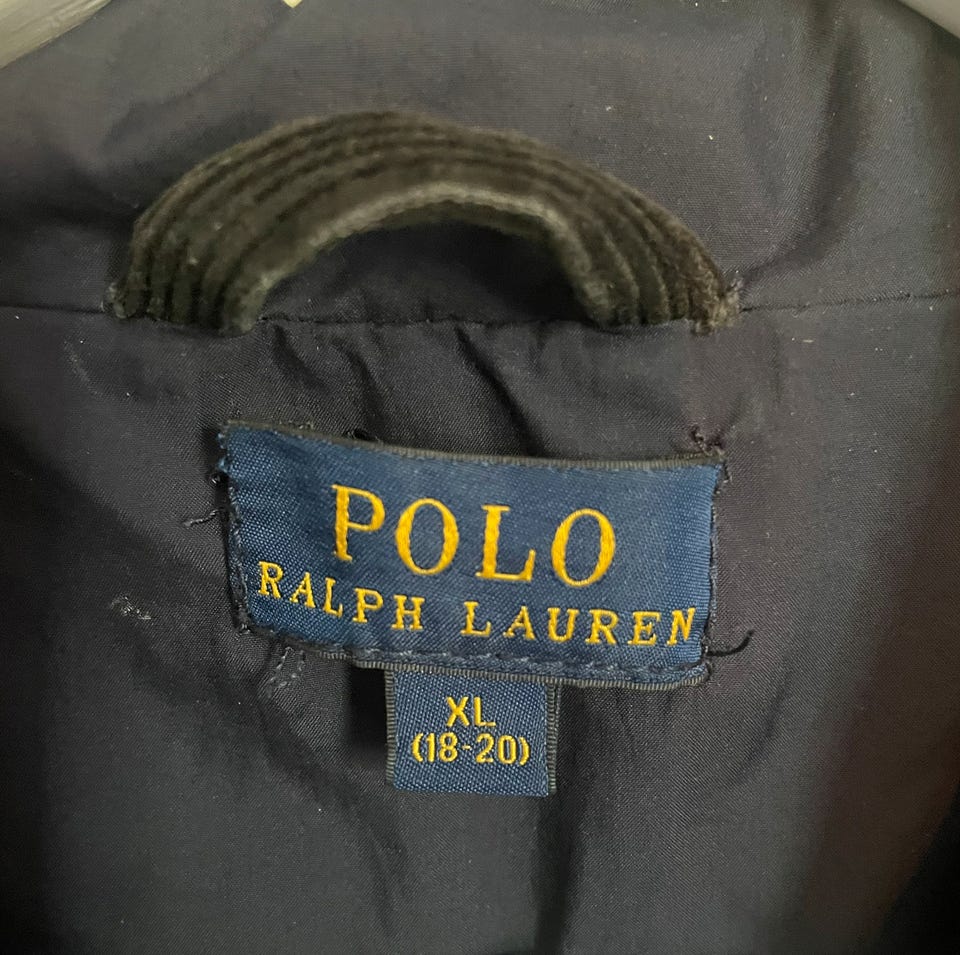 POLO
RALPH LAUREN
XL
(18-20)